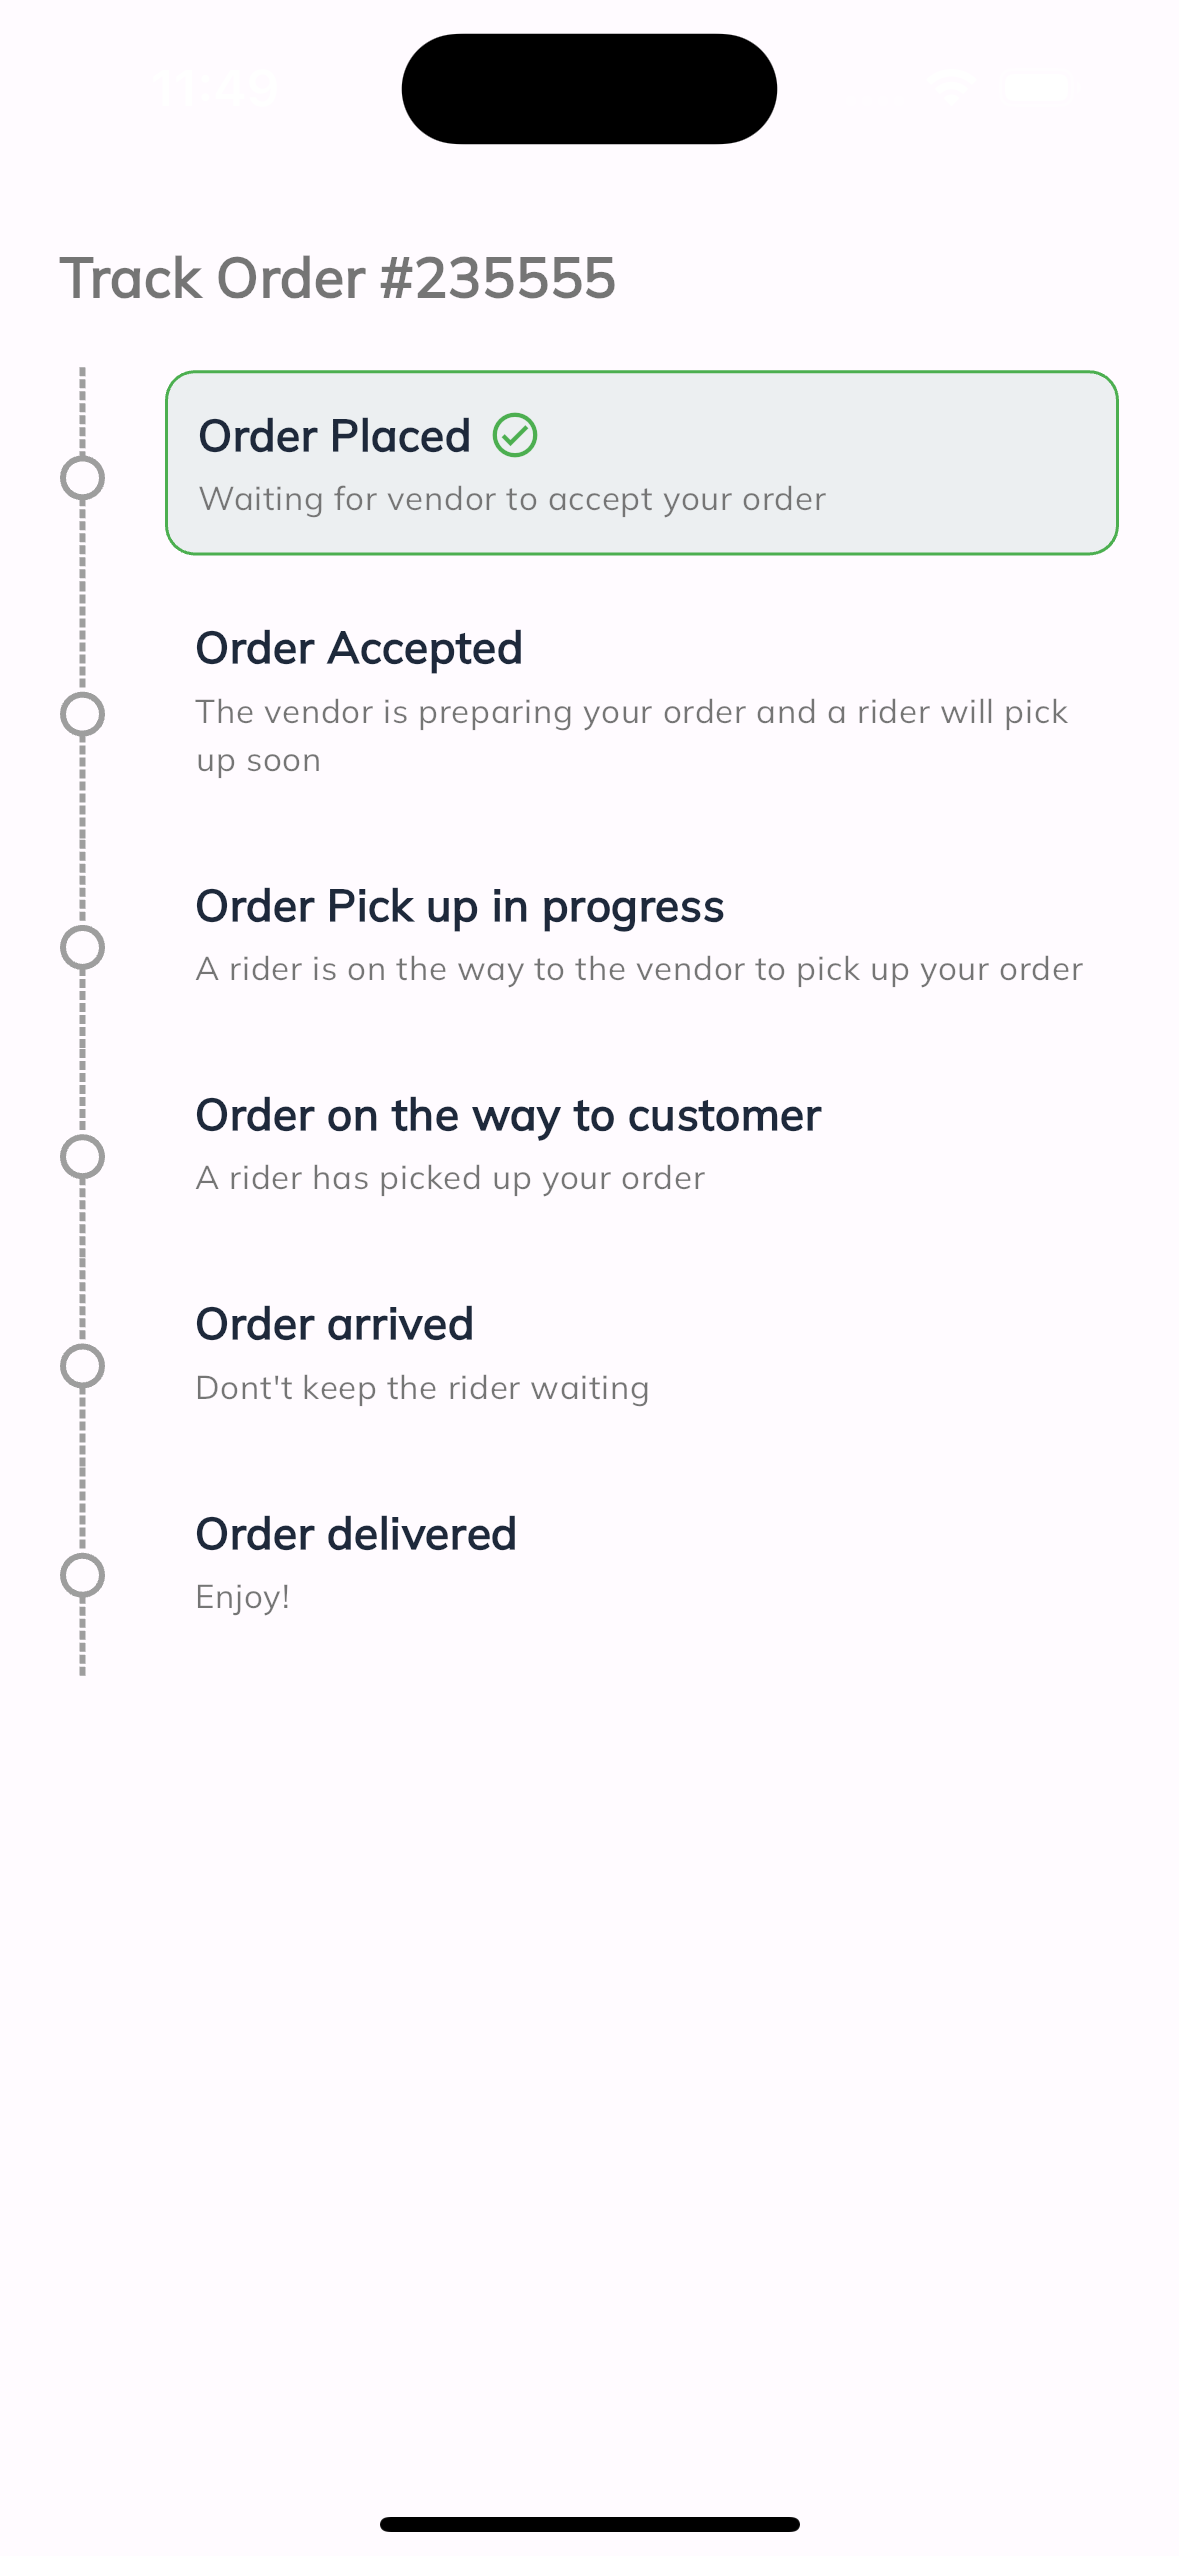 11:49
Track Order #235555
Order Placed
Waiting for vendor to accept your order
Order Accepted
The vendor is preparing your order and a rider will pick
up soon
Order Pick up in progress
A rider is on the way to the vendor to pick up your order
Order on the way to customer
A rider has picked up your order
Order arrived
Dont't keep the rider waiting
Order delivered
Enjoy!